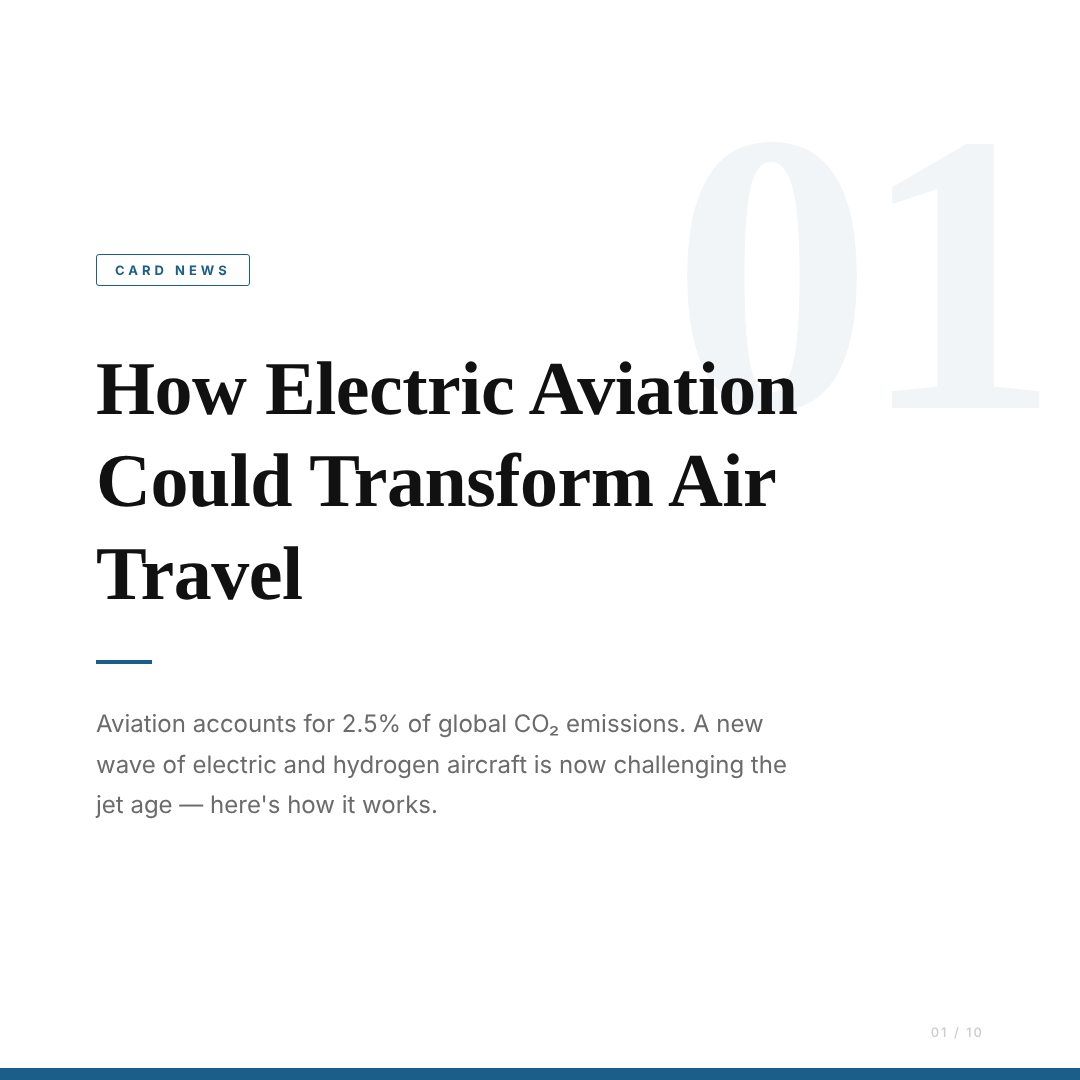 01
CARD NEWS
How Electric Aviation
Could Transform Air
Travel
Aviation accounts for 2.5% of global CO₂ emissions. A new
wave of electric and hydrogen aircraft is now challenging the
jet age — here's how it works.
01 / 10